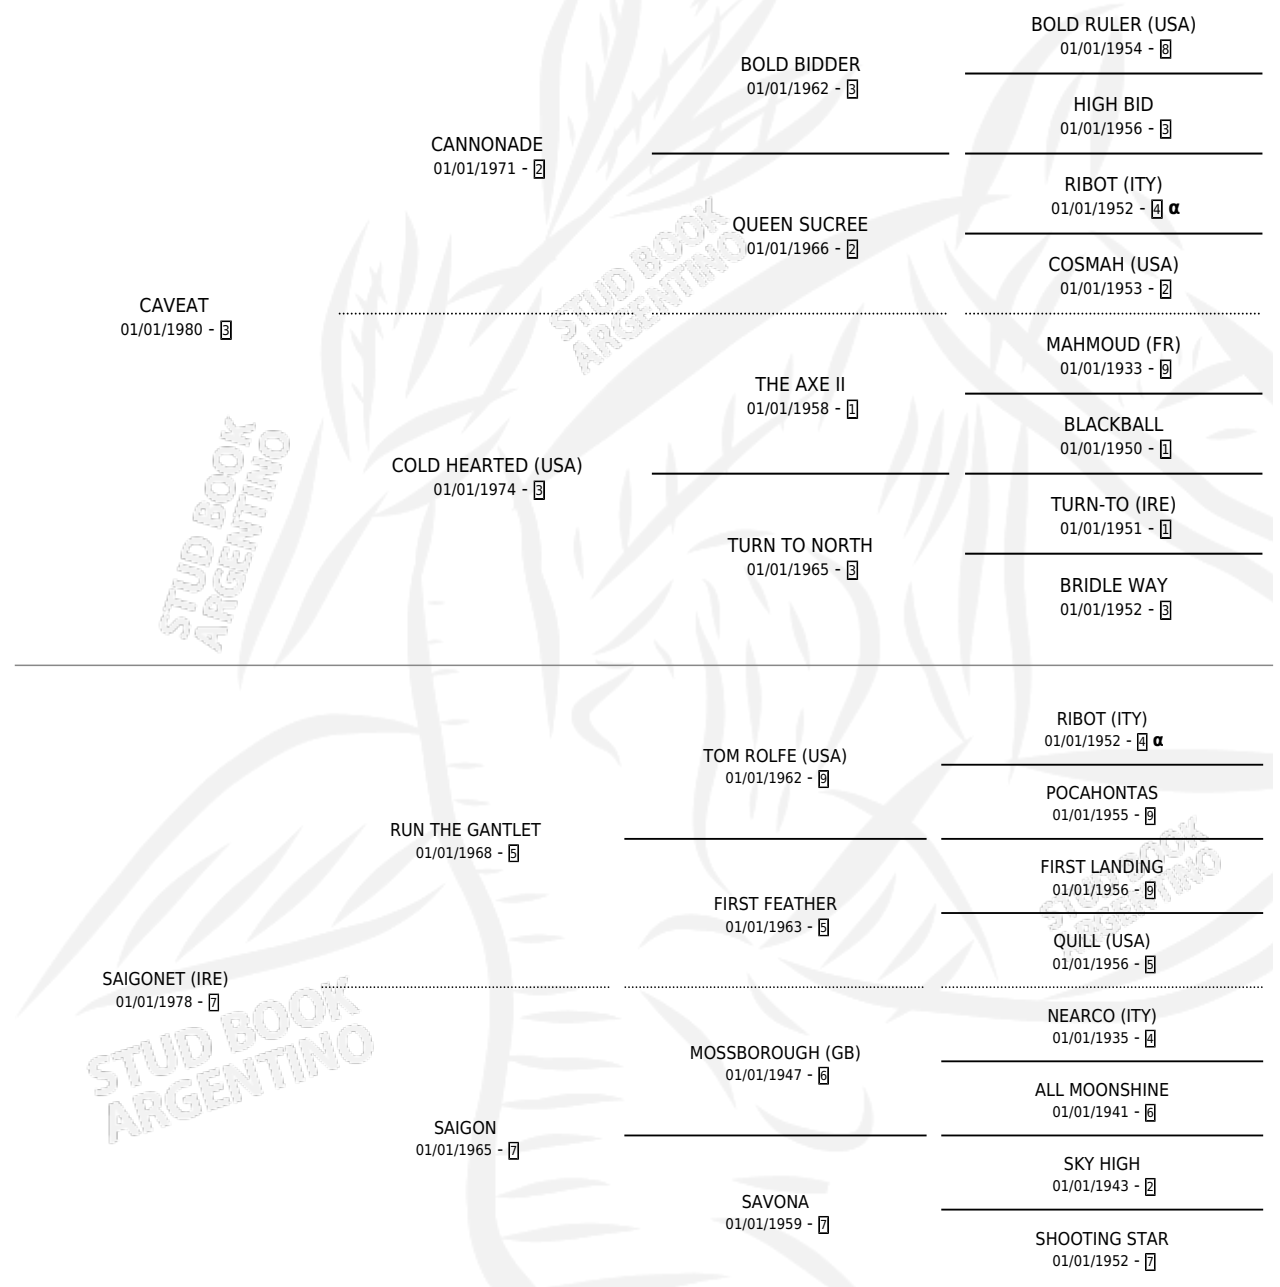 BOLD RULER (USA)
01/01/1954 - 8
BOLD BIDDER
01/01/1962 - 3
HIGH BID
01/01/1956 - 3
CANNONADE
01/01/1971 - 2
RIBOT (ITY)
01/01/1952 - 4 α
QUEEN SUCREE
01/01/1966 - 2
COSMAH (USA)
01/01/1953 - 2
CAVEAT
01/01/1980 - 3
MAHMOUD (FR)
01/01/1933 - 9
THE AXE II
01/01/1958 - 1
BLACKBALL
01/01/1950 - 1
COLD HEARTED (USA)
01/01/1974 - 3
TURN-TO (IRE)
01/01/1951 - 1
TURN TO NORTH
01/01/1965 - 3
BRIDLE WAY
01/01/1952 - 3
STUD BOOK
ARGENTINO
STUD BOOK
ARGENTINO
RIBOT (ITY)
01/01/1952 - 4 α
TOM ROLFE (USA)
01/01/1962 - 9
POCAHONTAS
01/01/1955 - 9
RUN THE GANTLET
01/01/1968 - 5
FIRST LANDING
01/01/1956 - 9
FIRST FEATHER
01/01/1963 - 5
QUILL (USA)
01/01/1956 - 5
SAIGONET (IRE)
01/01/1978 - 7
NEARCO (ITY)
01/01/1935 - 4
MOSSBOROUGH (GB)
01/01/1947 - 6
ALL MOONSHINE
01/01/1941 - 6
SAIGON
01/01/1965 - 7
SKY HIGH
01/01/1943 - 2
SAVONA
01/01/1959 - 7
SHOOTING STAR
01/01/1952 - 7
STUD BOOK
ARGENTINO
STUD BOOK
ARGENTINO